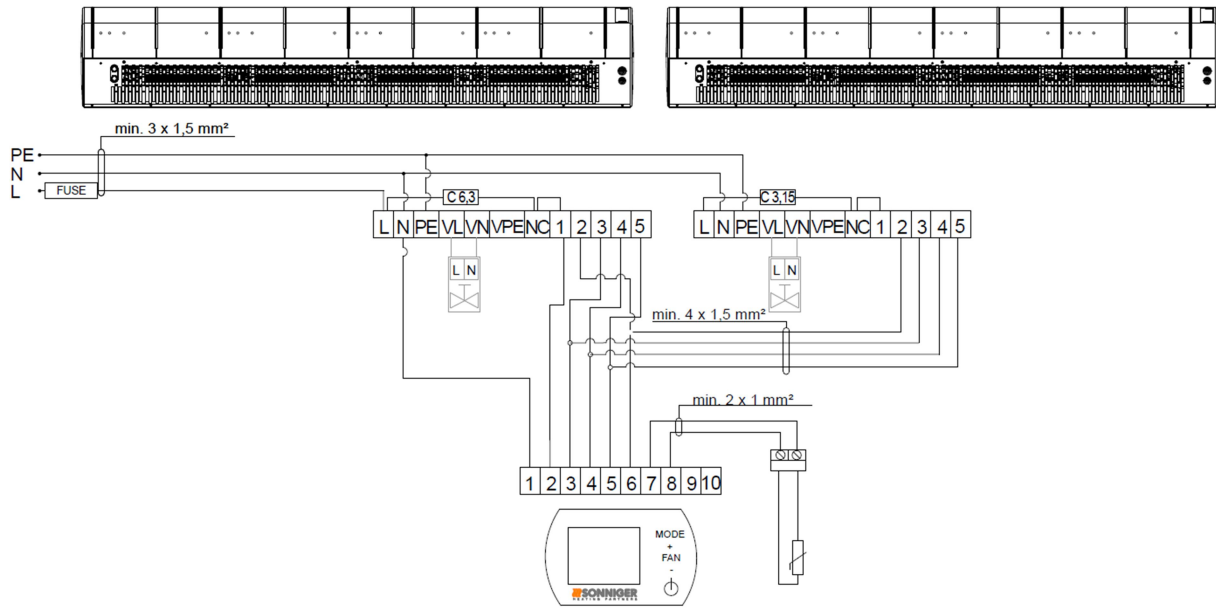 min. 3 x 1,5 mm²
PE
N
L
FUSE
C 6,3
C 3,15
L N PE VL VN VPE NC 1 2 3 4 5
L N PE VL VN VPE NC 1 2 3 4 5
L N
L N
min. 4 x 1,5 mm²
min. 2 x 1 mm²
1 2 3 4 5 6 7 8 9 10
MODE
+
FAN
-
SONNIGER
HEATING PARTNERS